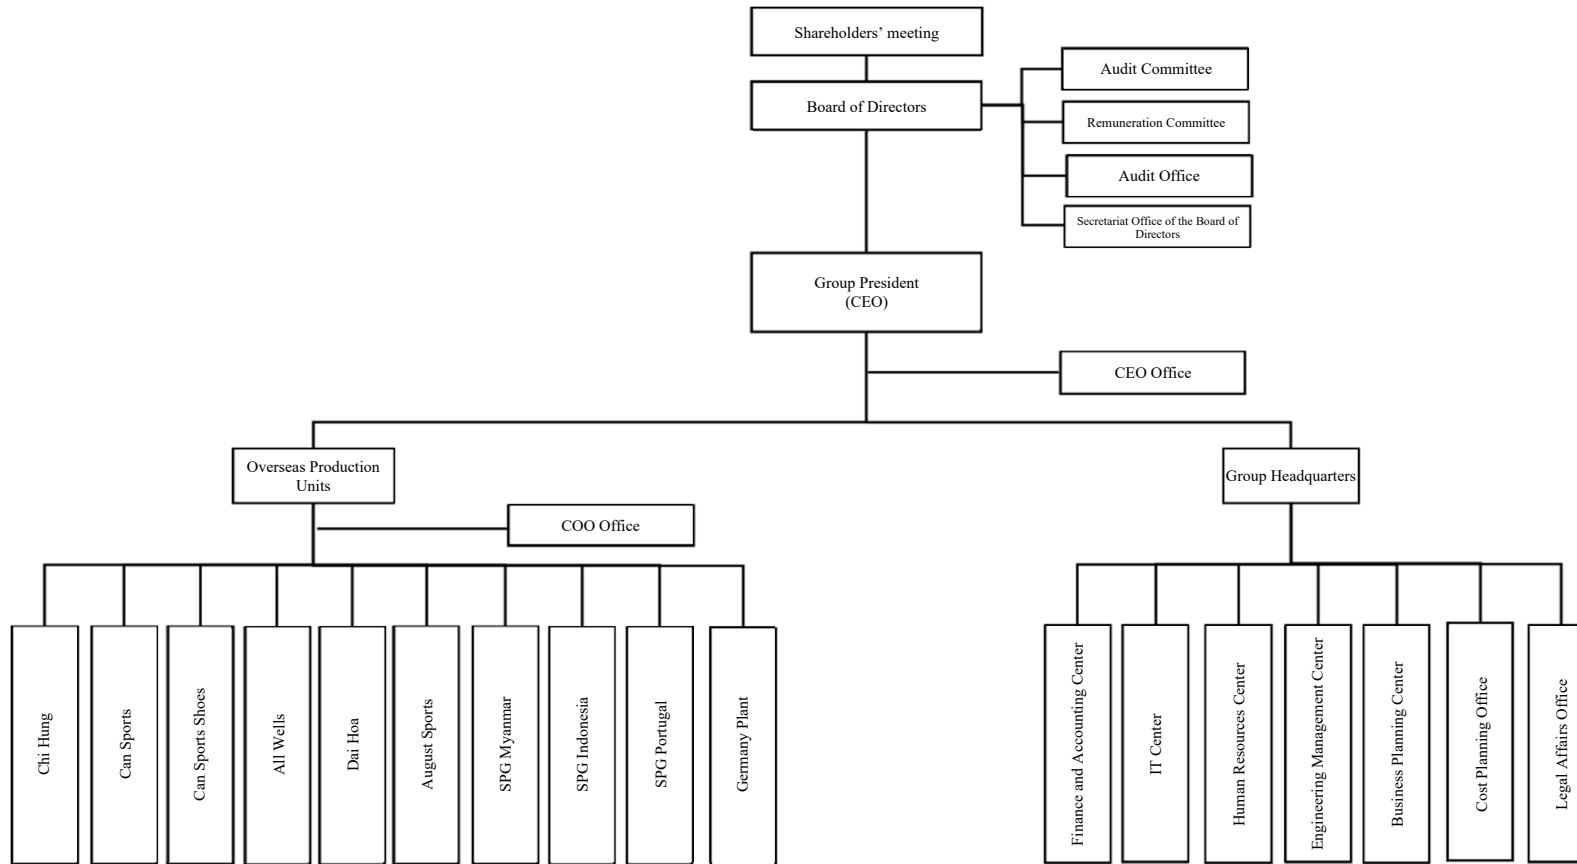 Shareholders’ meeting
Board of Directors
Audit Committee
Remuneration Committee
Audit Office
Secretariat Office of the Board of
Directors
Group President
(CEO)
CEO Office
Overseas Production
Units
Group Headquarters
COO Office
Chi Hung
Can Sports
Can Sports Shoes
All Wells
Dai Hoa
August Sports
SPG Myanmar
SPG Indonesia
SPG Portugal
Germany Plant
Finance and Accounting Center
IT Center
Human Resources Center
Engineering Management Center
Business Planning Center
Cost Planning Office
Legal Affairs Office